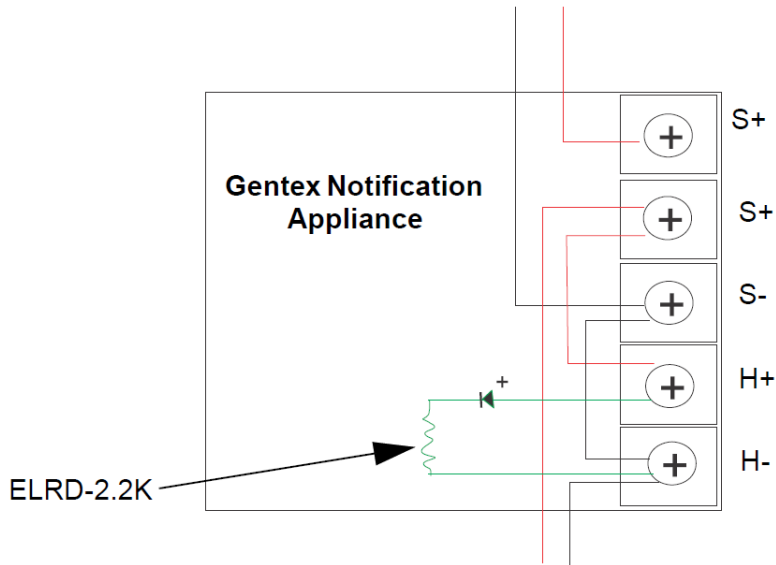 S+
Gentex Notification
Appliance
S+
S-
H+
+
H-
ELRD-2.2K